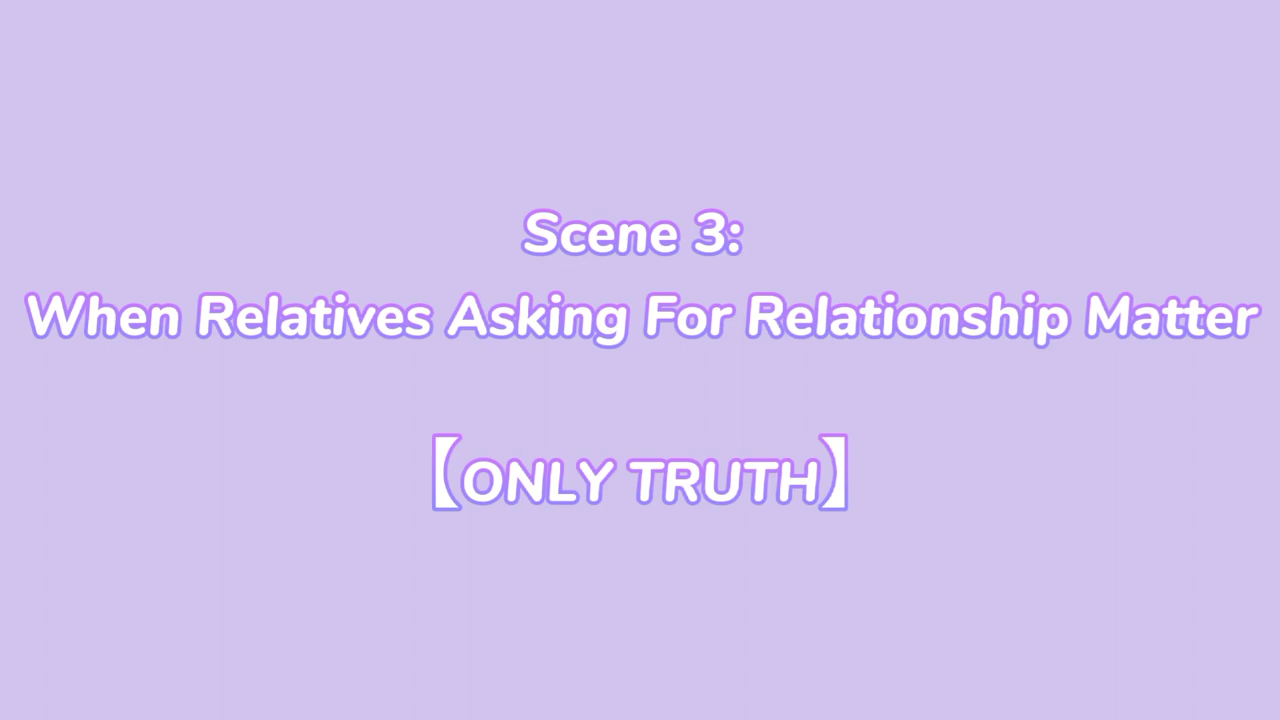 Scene 3:
When Relatives Asking For Relationship Matter
【ONLY TRUTH】